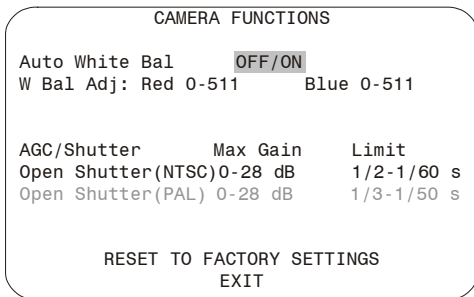 CAMERA FUNCTIONS
Auto White Bal OFF/ON
W Bal Adj: Red 0-511 Blue 0-511
AGC/Shutter Max Gain Limit
Open Shutter(NTSC)0-28 dB 1/2-1/60 s
Open Shutter(PAL) 0-28 dB 1/3-1/50 s
RESET TO FACTORY SETTINGS
EXIT